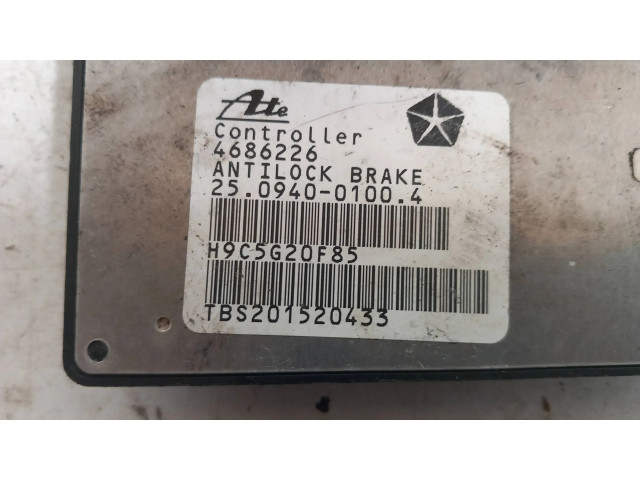 Ate
Controller
4686226
ANTILOCK BRAKE
25.0940-0100.4
H9C5G20F85
TBS201520433